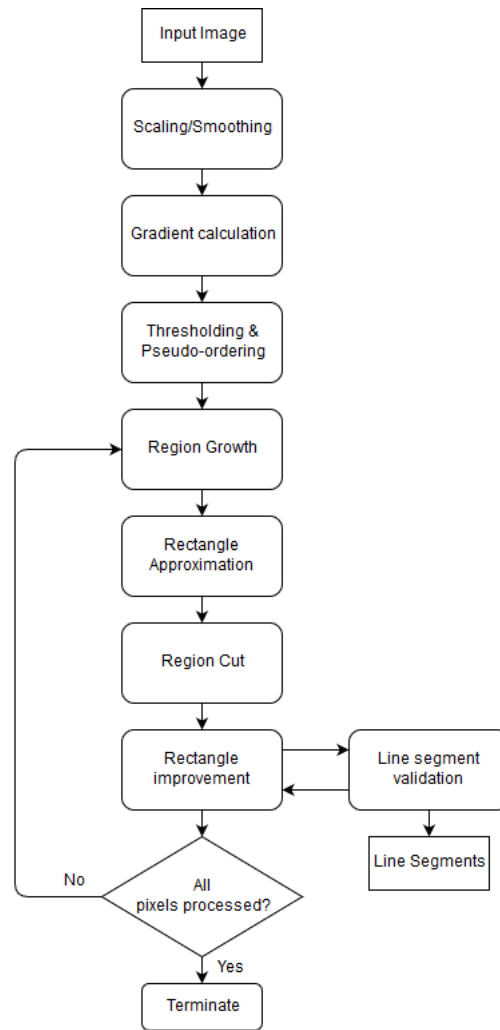 Input Image
Scaling/Smoothing
Gradient calculation
Thresholding &
Pseudo-ordering
Region Growth
Rectangle
Approximation
Region Cut
Rectangle
improvement
Line segment
validation
Line Segments
All
pixels processed?
No
Yes
Terminate